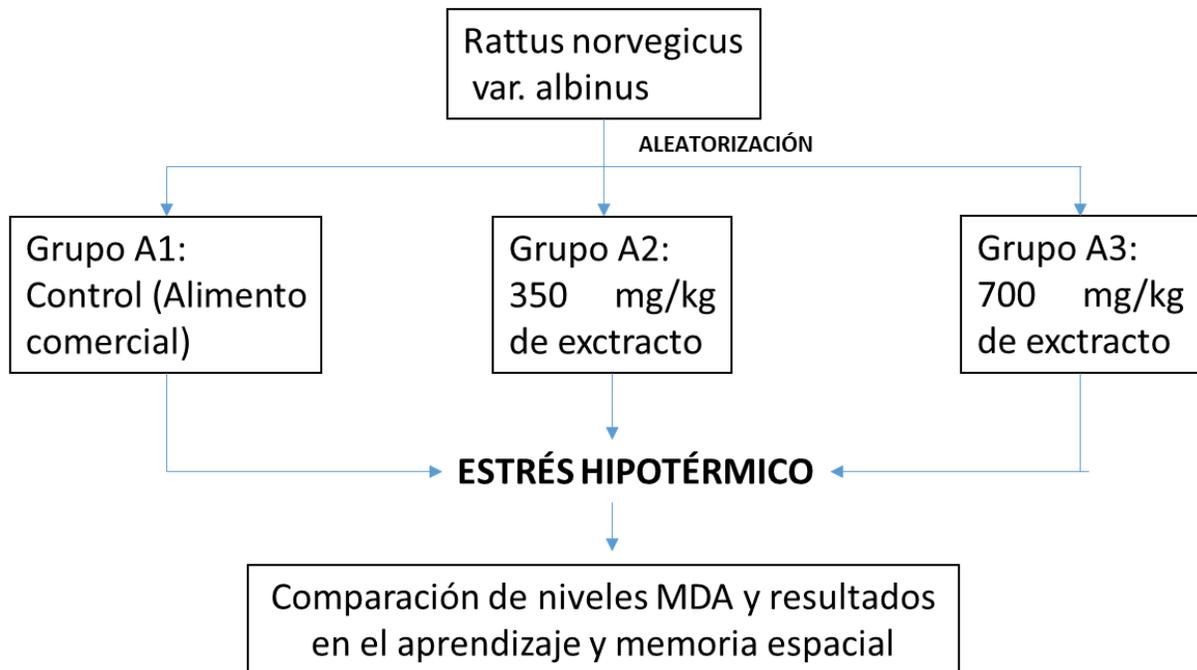 Rattus norvegicus
var. albinus
ALEATORIZACIÓN
Grupo A1:
Control (Alimento
comercial)
Grupo A2:
350 mg/kg
de exctracto
Grupo A3:
700 mg/kg
de exctracto
ESTRÉS HIPOTÉRMICO
Comparación de niveles MDA y resultados
en el aprendizaje y memoria espacial